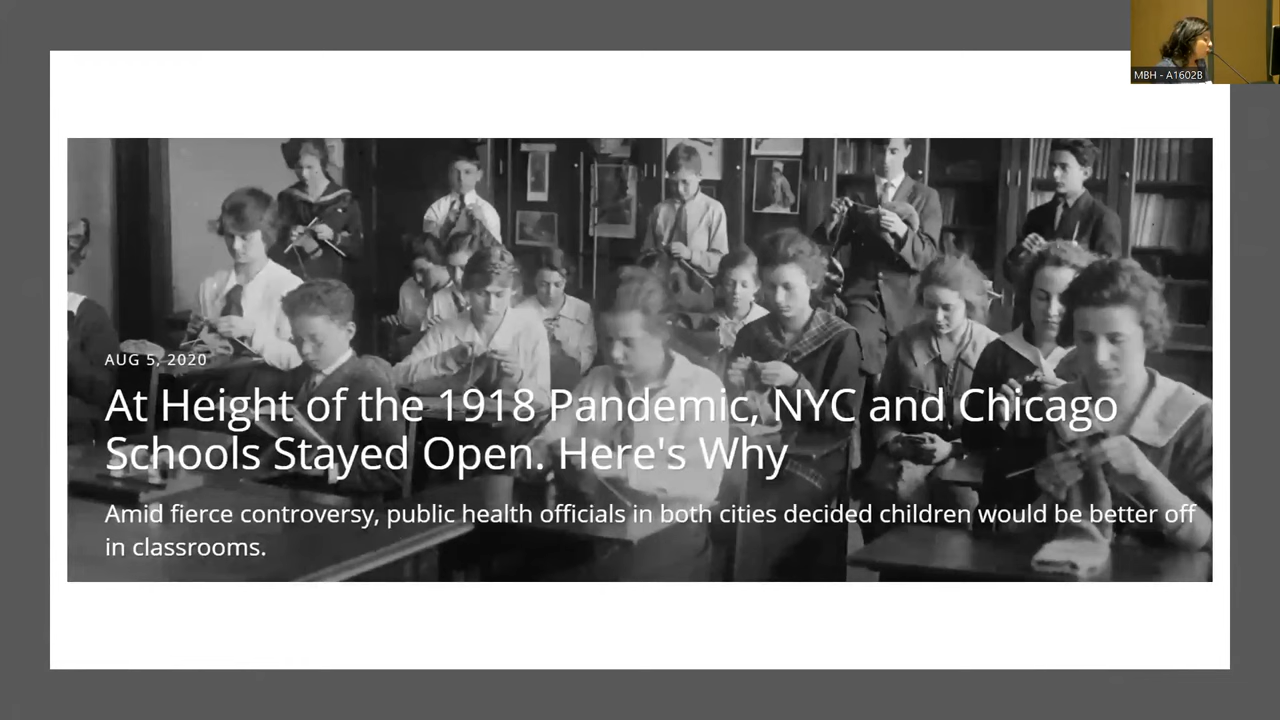 MBH - A1602B
AUG 5, 2020
At Height of the 1918 Pandemic, NYC and Chicago
Schools Stayed Open. Here's Why
Amid fierce controversy, public health officials in both cities decided children would be better off
in classrooms.